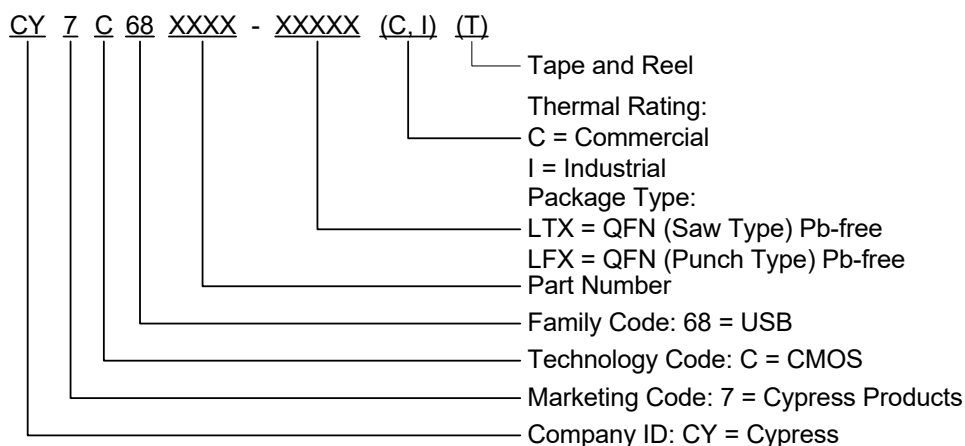 CY 7 C 68 XXXX - XXXXX (C, I) (T)
Tape and Reel
Thermal Rating:
C = Commercial
I = Industrial
Package Type:
LTX = QFN (Saw Type) Pb-free
LFX = QFN (Punch Type) Pb-free
Part Number
Family Code: 68 = USB
Technology Code: C = CMOS
Marketing Code: 7 = Cypress Products
Company ID: CY = Cypress